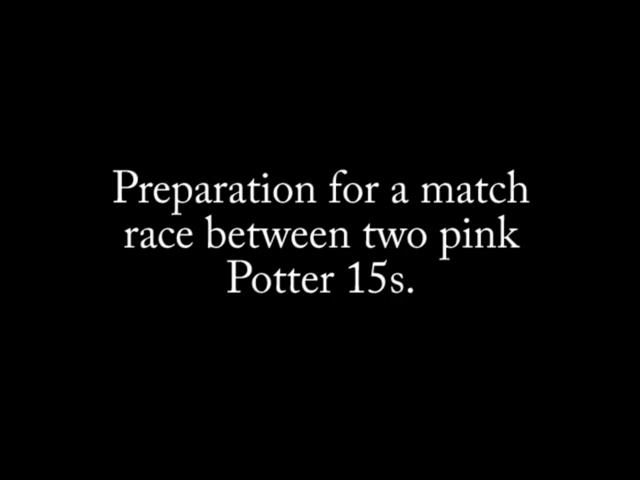 Preparation for a match
race between two pink
Potter 15s.